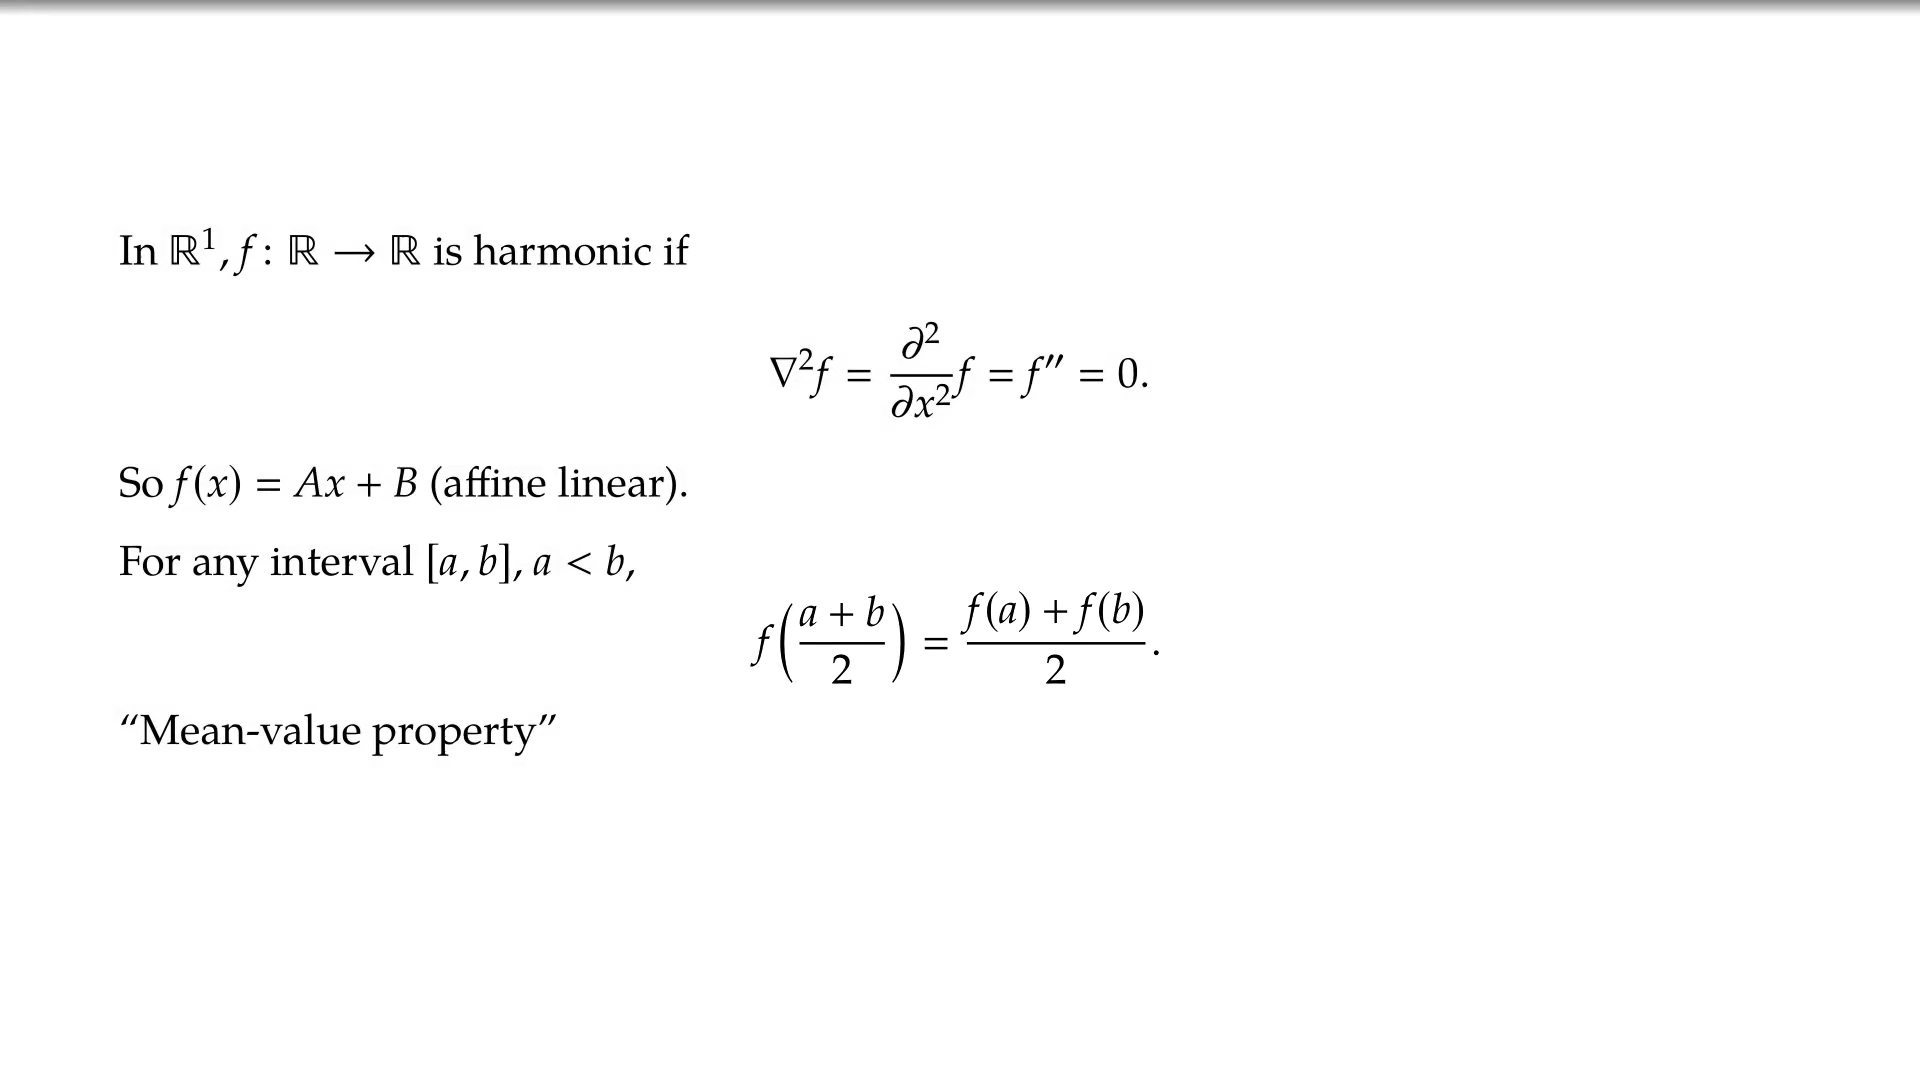 In ℝ¹, f : ℝ → ℝ is harmonic if
∇²f = ∂²/∂x² f = f″ = 0.
So f(x) = Ax + B (affine linear).
For any interval [a, b], a < b,
f((a + b)/2) = (f(a) + f(b))/2.
“Mean-value property”